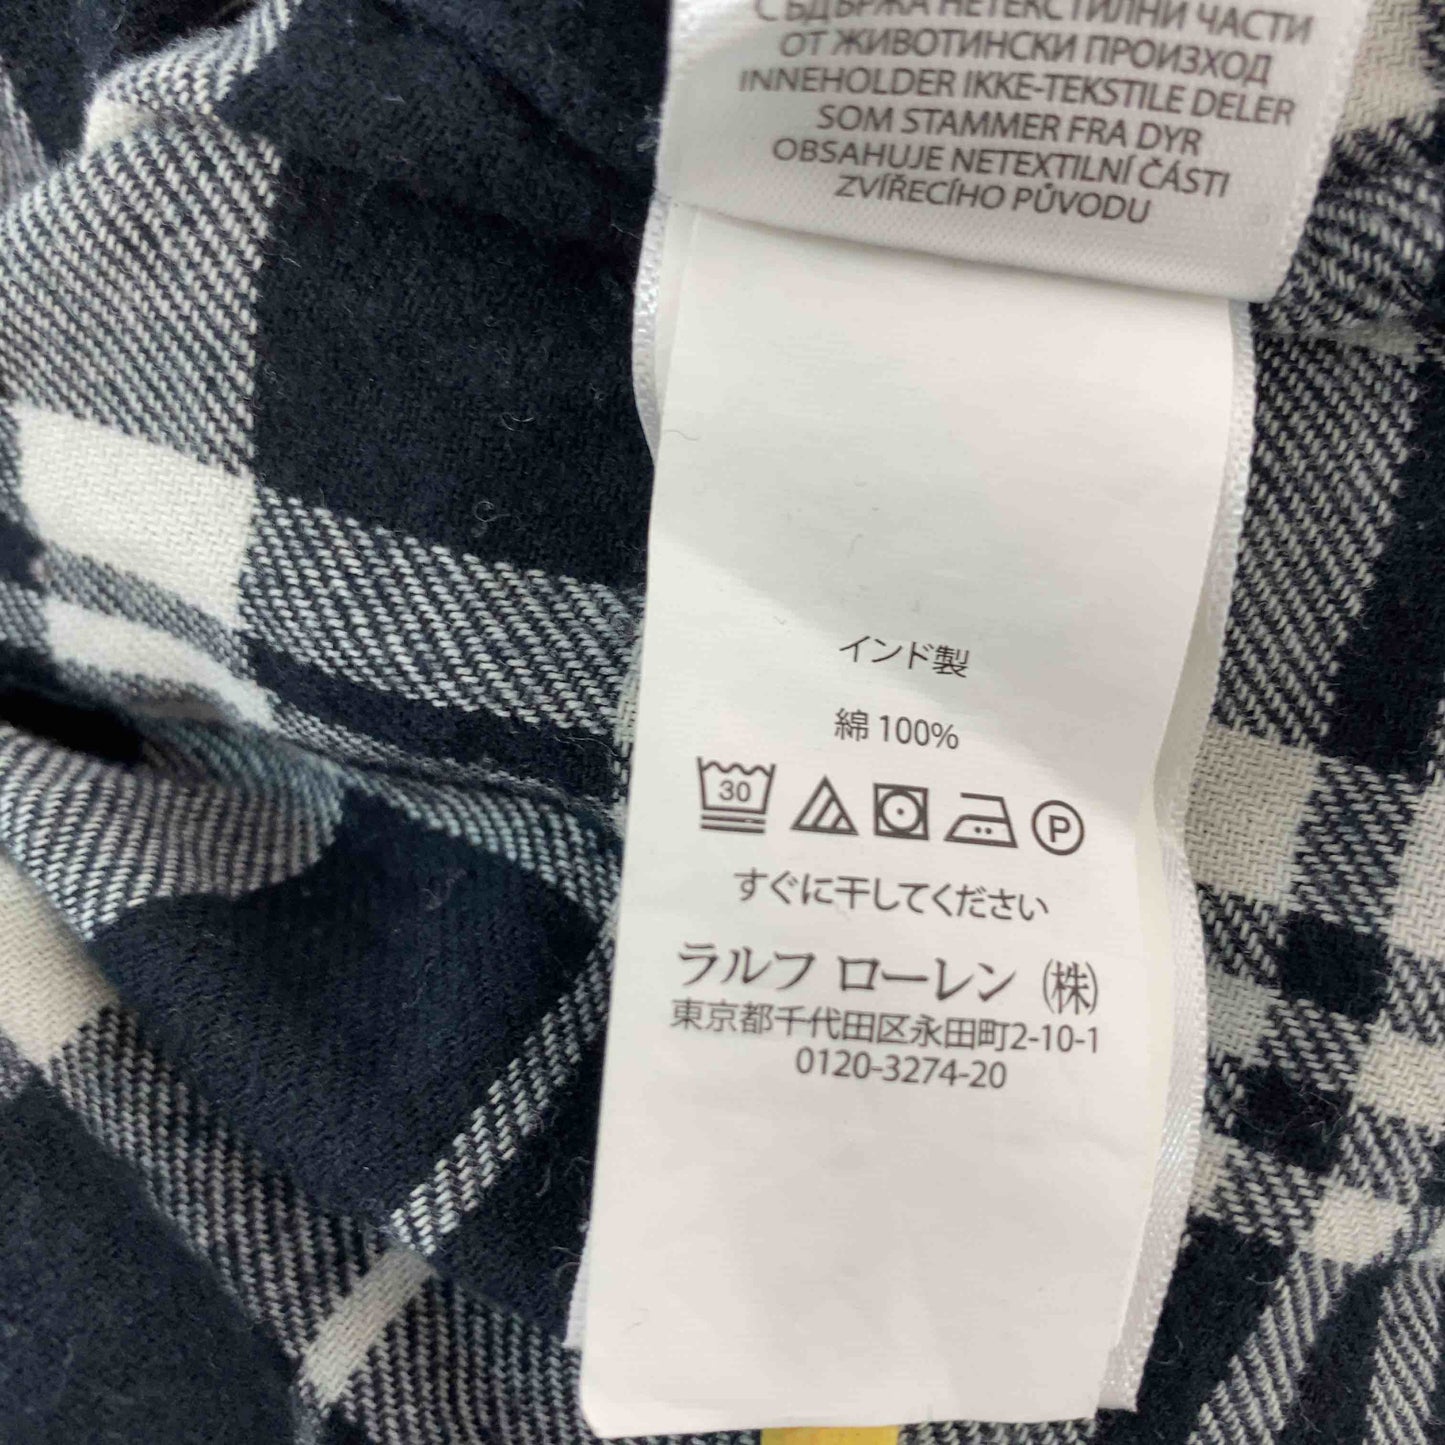 СЪДЪРЖА НЕТЕКСТИЛНИ ЧАСТИ
ОТ ЖИВОТИНСКИ ПРОИЗХОД
INNEHOLDER IKKE-TEKSTILE DELER
SOM STAMMER FRA DYR
OBSAHUJE NETEXTILNÍ ČÁSTI
ZVÍŘECÍHO PŮVODU
インド製
綿 100%
30 P
すぐに干してください
ラルフ ローレン (株)
東京都千代田区永田町2-10-1
0120-3274-20